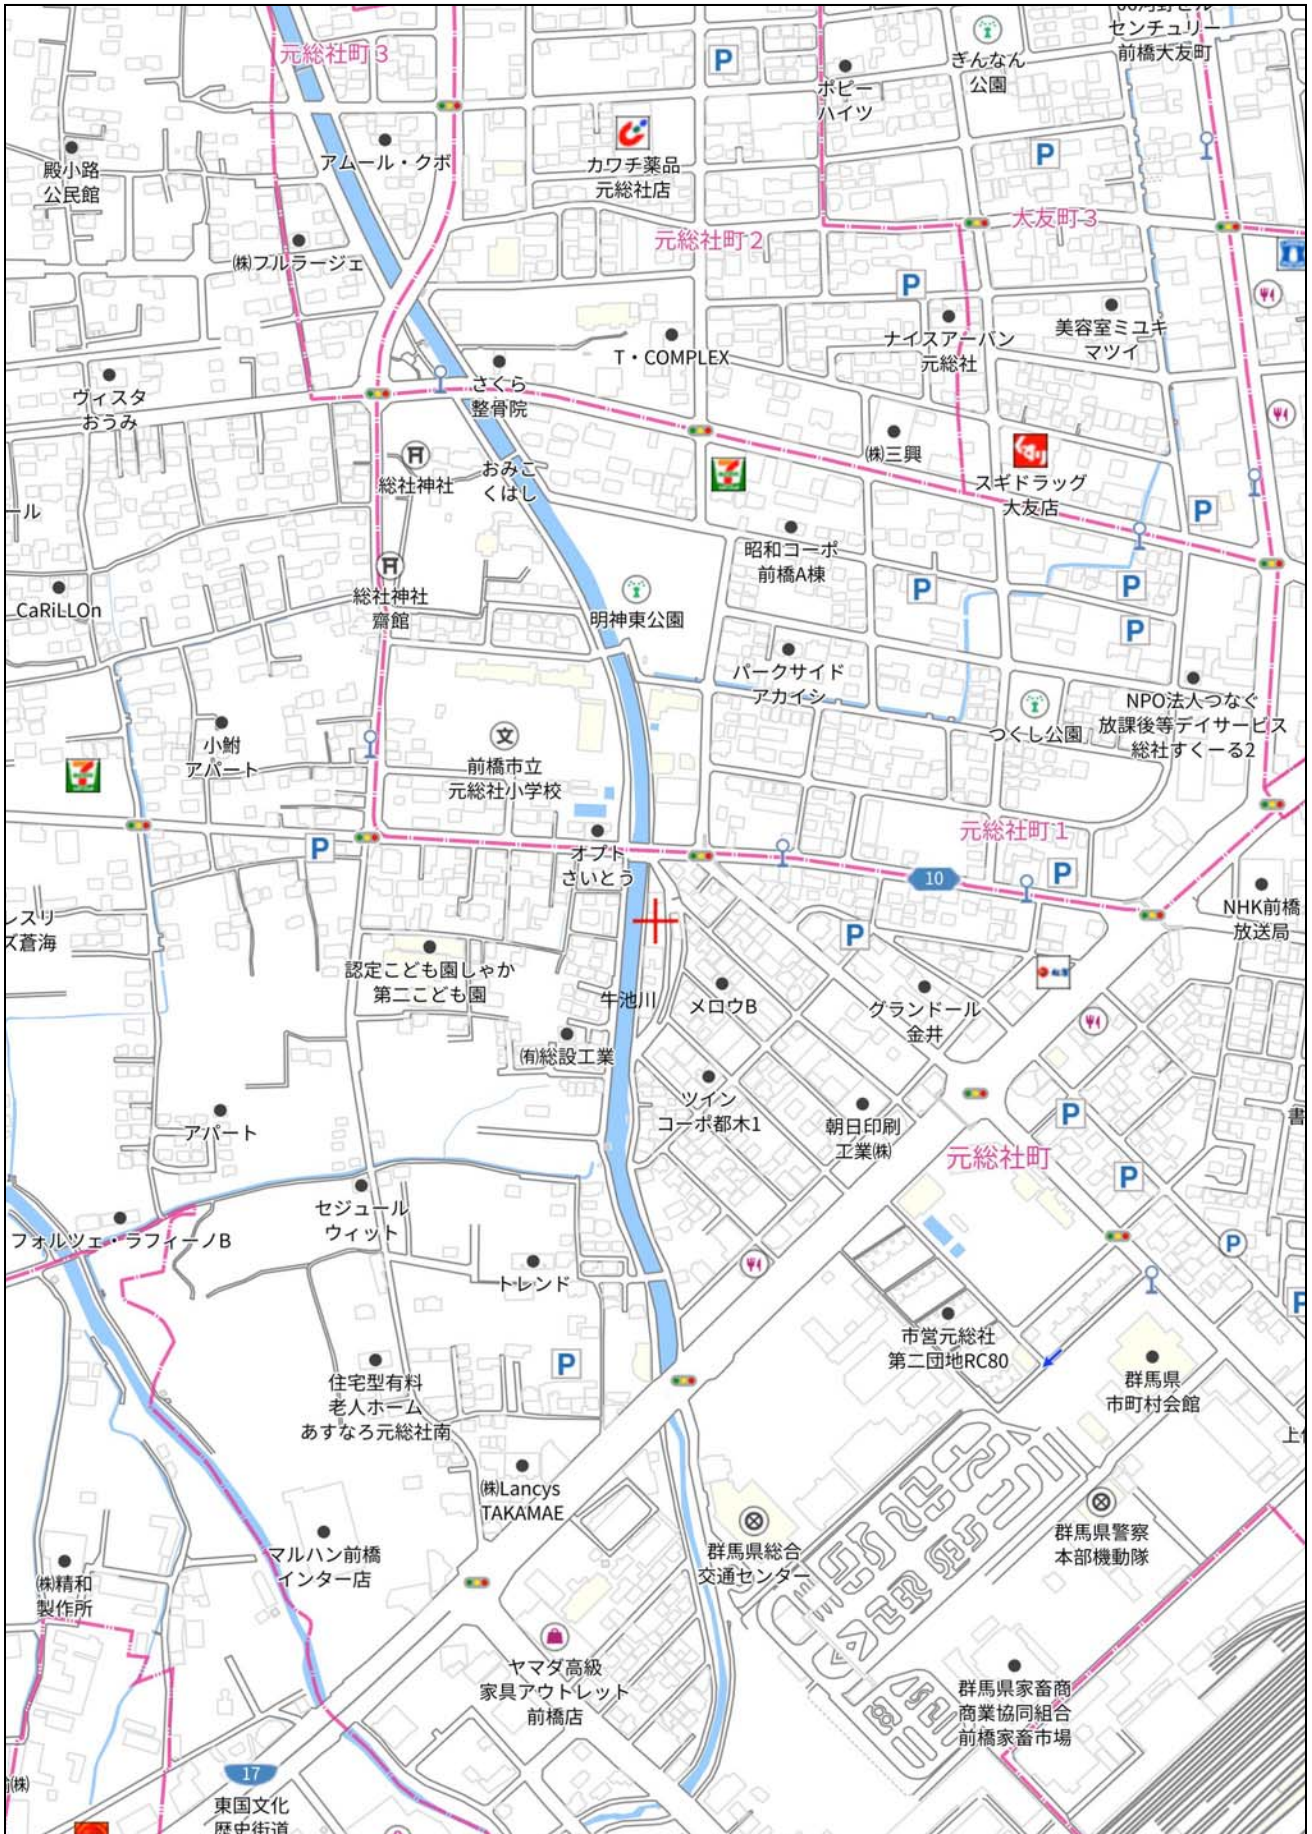 元総社町3
センチュリー
前橋大友町
ぎんなん
公園
ポピー
ハイツ
P
殿小路
公民館
アムール・クボ
カワチ薬品
元総社店
P
㈱フルラージェ
元総社町2
大友町3
P
T・COMPLEX
ナイスアーバン
元総社
美容室ミユキ
マツイ
ヴィスタ
おうみ
さくら
整骨院
総社神社
おみこ
くはし
㈱三興
スギドラッグ
大友店
P
ール
7
昭和コーポ
前橋A棟
CaRiLLOn
総社神社
齋館
明神東公園
P
P
P
パークサイド
アカイシ
つくし公園
NPO法人つなぐ
放課後等デイサービス
総社すくーる2
小鮒
アパート
文
前橋市立
元総社小学校
7
P
オプト
さいとう
元総社町1
10
P
レスリ
ズ蒼海
NHK前橋
放送局
P
認定こども園しゃか
第二こども園
牛池川
メロウB
グランドール
金井
㈲総設工業
ツイン
コーポ都木1
朝日印刷
工業㈱
P
書
アパート
元総社町
P
セジュール
ウィット
フォルツェ・ラフィーノB
P
トレンド
P
市営元総社
第二団地RC80
群馬県
市町村会館
P
住宅型有料
老人ホーム
あすなろ元総社南
㈱Lancys
TAKAMAE
群馬県総合
交通センター
群馬県警察
本部機動隊
マルハン前橋
インター店
㈱精和
製作所
ヤマダ高級
家具アウトレット
前橋店
群馬県家畜商
商業協同組合
前橋家畜市場
17
東国文化
歴史街道